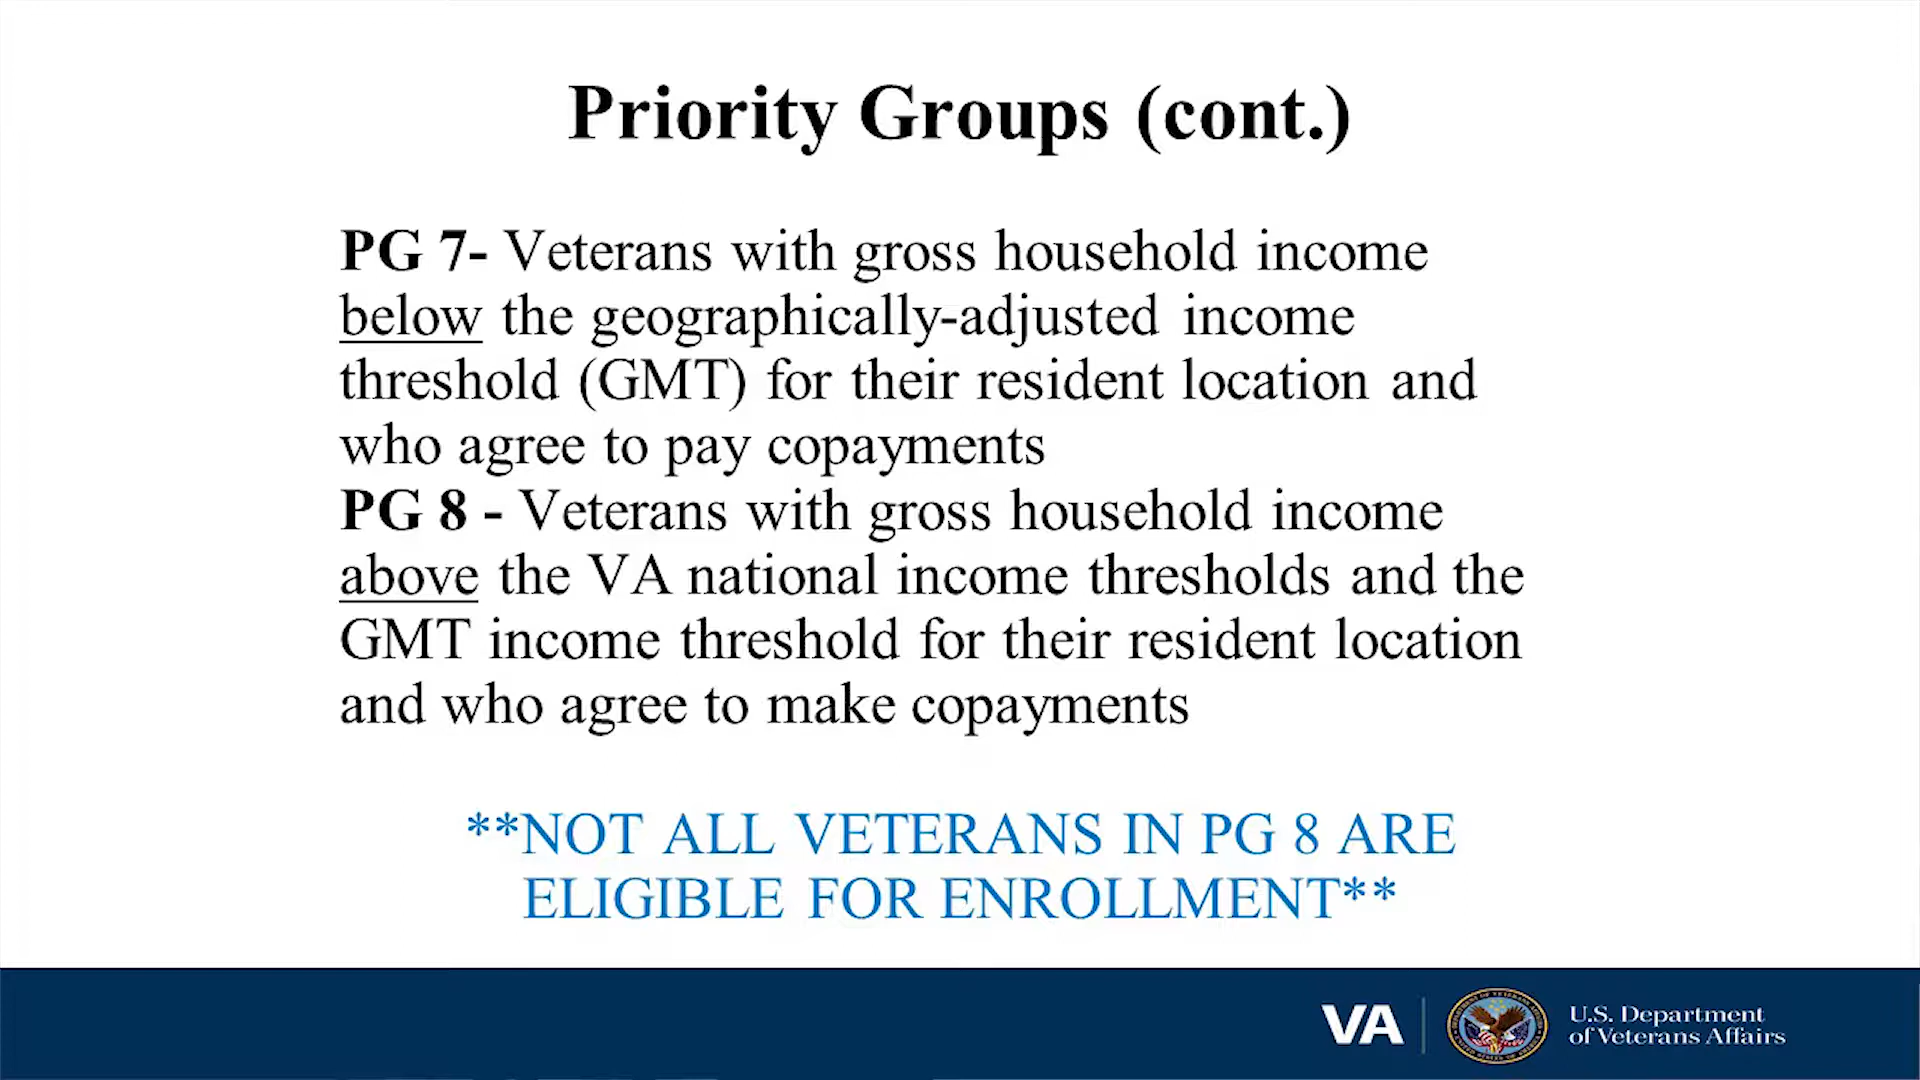 Priority Groups (cont.)
PG 7- Veterans with gross household income
below the geographically-adjusted income
threshold (GMT) for their resident location and
who agree to pay copayments
PG 8 - Veterans with gross household income
above the VA national income thresholds and the
GMT income threshold for their resident location
and who agree to make copayments
**NOT ALL VETERANS IN PG 8 ARE
ELIGIBLE FOR ENROLLMENT**
VA
U.S. Department
of Veterans Affairs